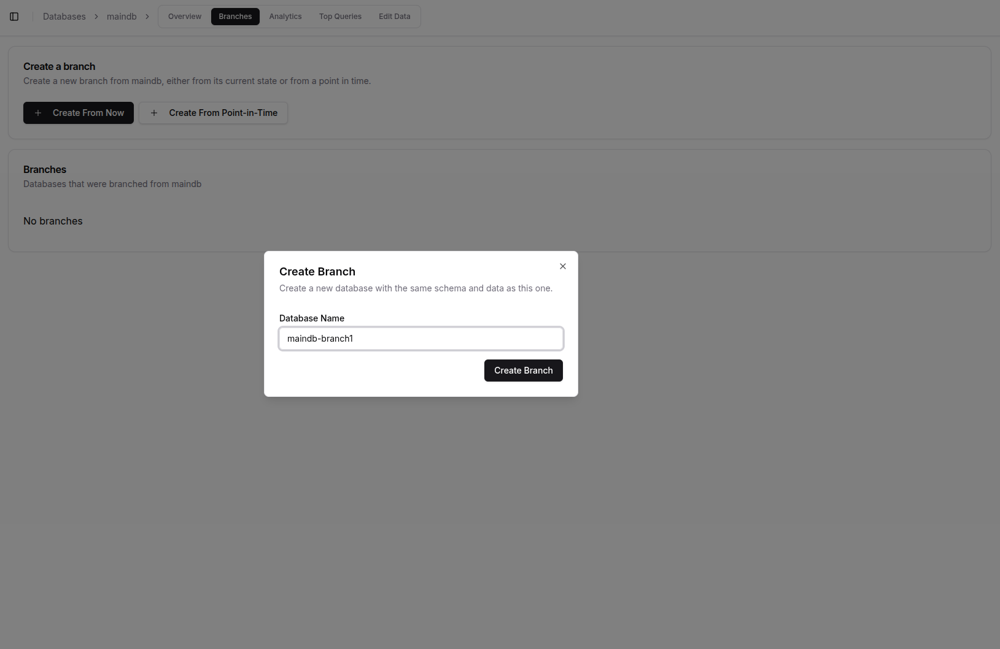 Databases > maindb > Overview Branches Analytics Top Queries Edit Data
Create a branch
Create a new branch from maindb, either from its current state or from a point in time.
+ Create From Now + Create From Point-in-Time
Branches
Databases that were branched from maindb
No branches
Create Branch
Create a new database with the same schema and data as this one.
Database Name
maindb-branch1
Create Branch